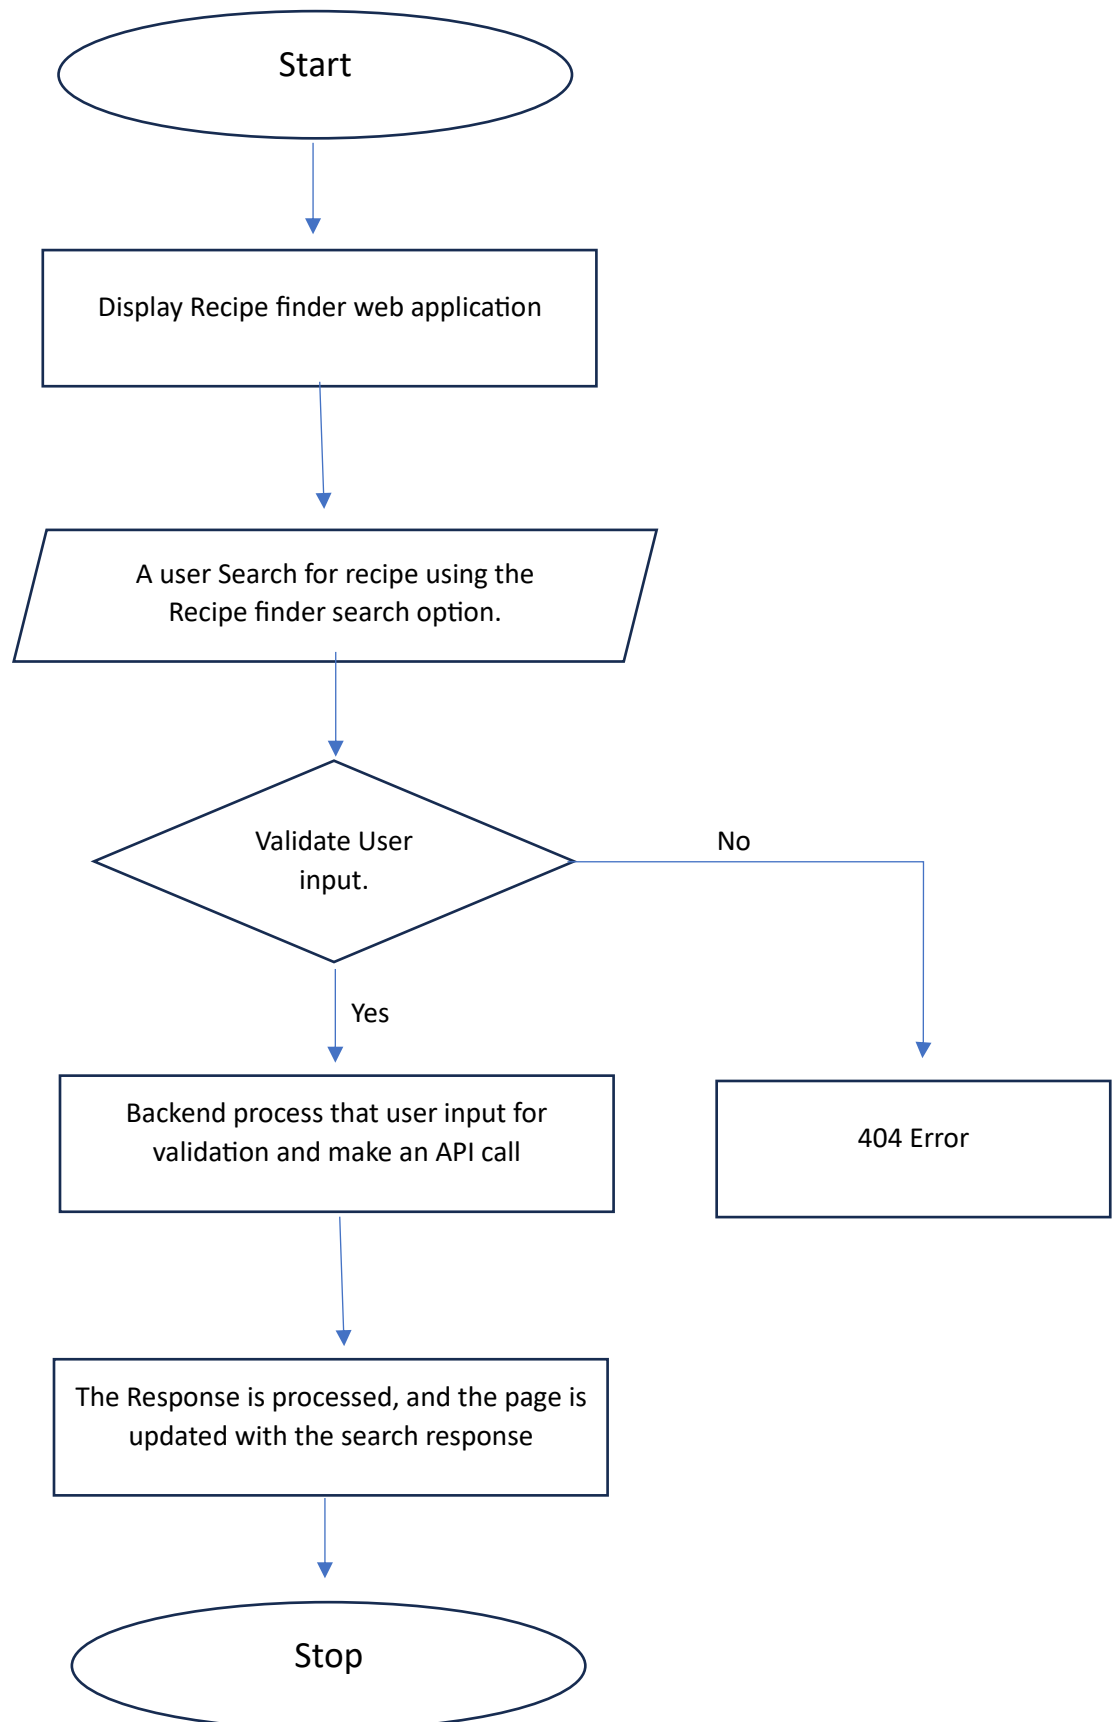 Start
Display Recipe finder web application
A user Search for recipe using the
Recipe finder search option.
Validate User
input.
No
Yes
Backend process that user input for
validation and make an API call
404 Error
The Response is processed, and the page is
updated with the search response
Stop